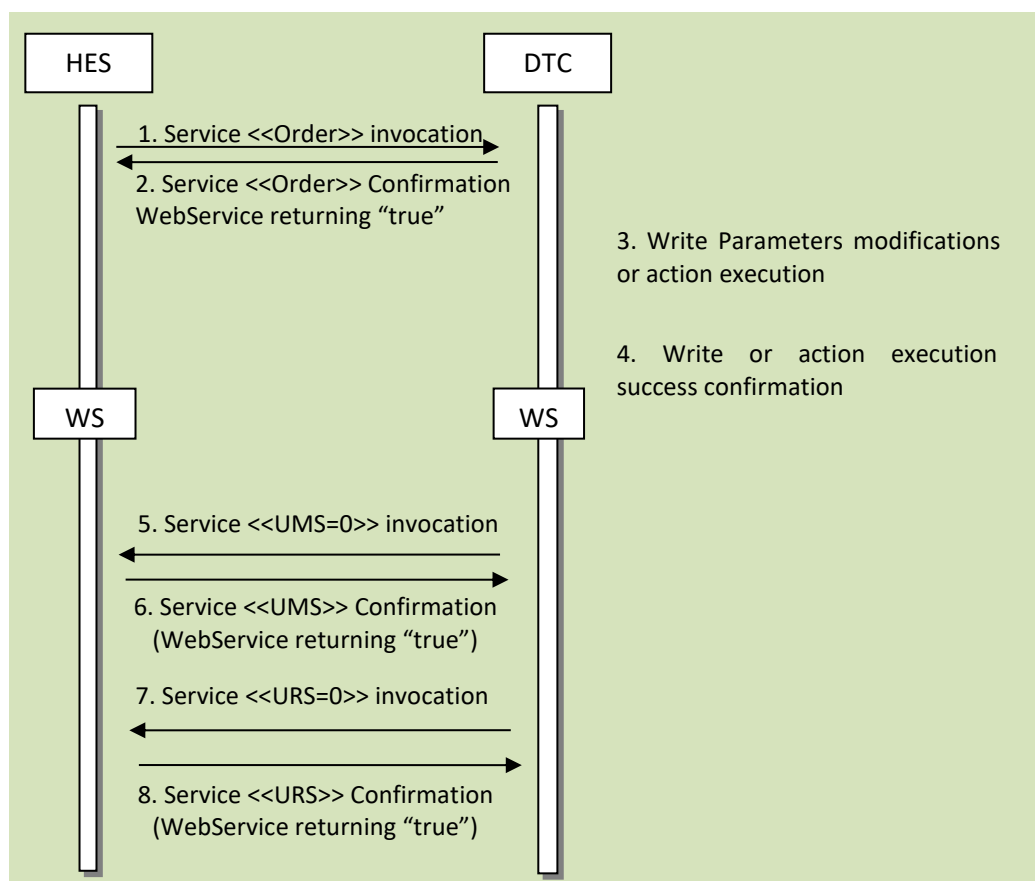 HES
DTC
1. Service <<Order>> invocation
2. Service <<Order>> Confirmation
WebService returning “true”
3. Write Parameters modifications
or action execution
4. Write or action execution
success confirmation
WS
WS
5. Service <<UMS=0>> invocation
6. Service <<UMS>> Confirmation
(WebService returning “true”)
7. Service <<URS=0>> invocation
8. Service <<URS>> Confirmation
(WebService returning “true”)